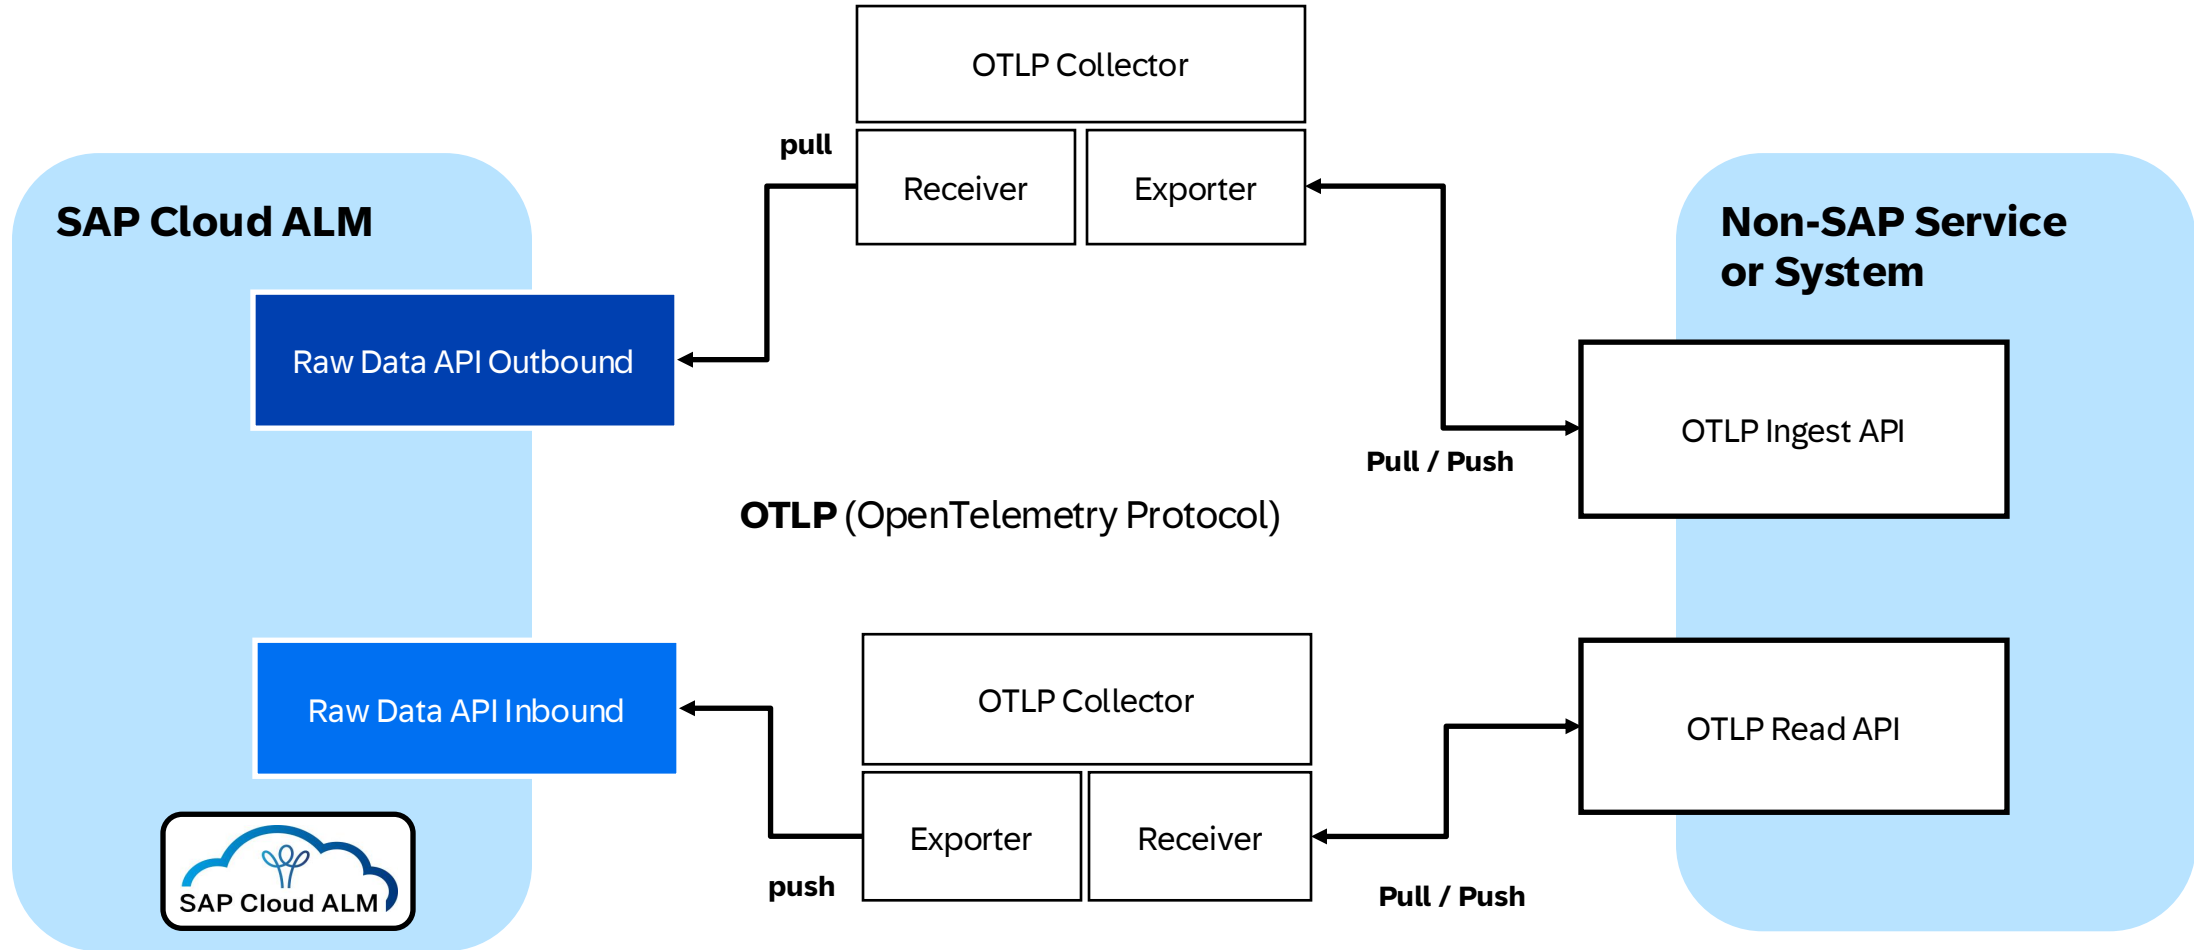 OTLP Collector
pull
Receiver
Exporter
SAP Cloud ALM
Non-SAP Service
or System
Raw Data API Outbound
OTLP Ingest API
Pull / Push
OTLP (OpenTelemetry Protocol)
OTLP Collector
Raw Data API Inbound
OTLP Read API
Exporter
Receiver
push
Pull / Push
SAP Cloud ALM